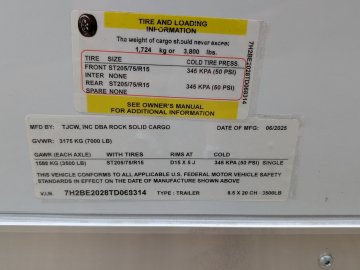 TIRE AND LOADING
INFORMATION
The weight of cargo should never exceed
1,724 kg or 3,800 lbs.
TIRE SIZE COLD TIRE PRESS.
FRONT ST205/75/R15 345 KPA (50 PSI)
INTER NONE
REAR ST205/75/R15 345 KPA (50 PSI)
SPARE NONE
SEE OWNER'S MANUAL
FOR ADDITIONAL INFORMATION
7H2BE2028TD069314
MFD BY: TJCW, INC DBA ROCK SOLID CARGO DATE OF MFG: 06/2025
GVWR: 3175 KG (7000 LB)
GAWR (EACH AXLE) WITH TIRES RIMS AT COLD
1588 KG (3500 LB) ST205/75/R15 D15 X 5 J 345 KPA (50 PSI) SINGLE
THIS VEHICLE CONFORMS TO ALL APPLICABLE U.S. FEDERAL MOTOR VEHICLE SAFETY
STANDARDS IN EFFECT ON THE DATE OF MANUFACTURE SHOWN ABOVE
V.I.N. 7H2BE2028TD069314 TYPE: TRAILER 8.5 X 20 CH - 3500LB